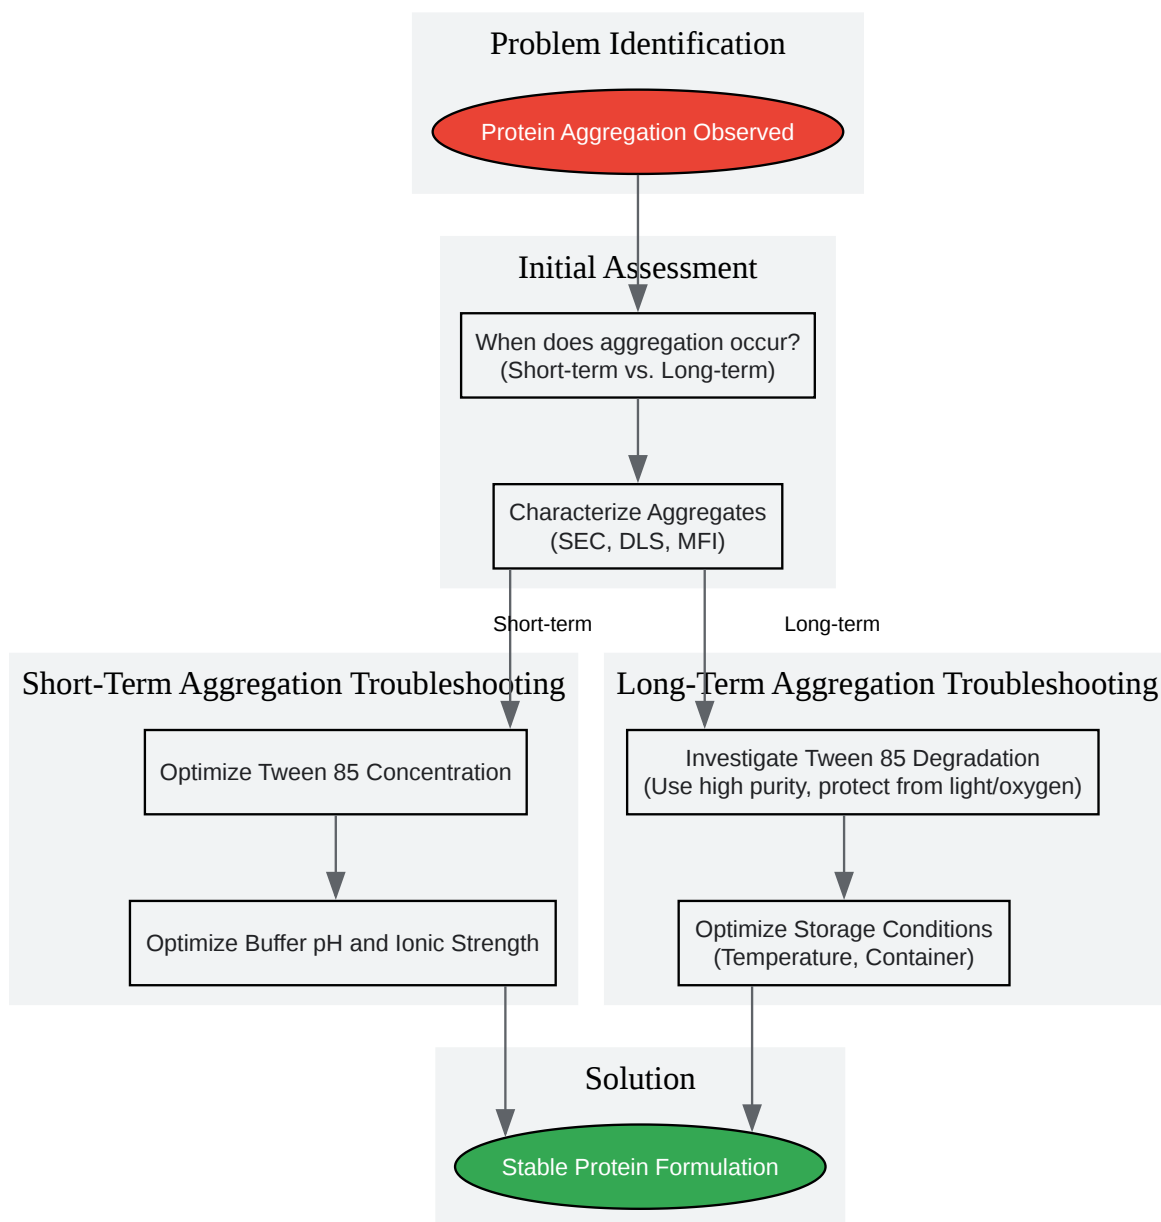 Problem Identification
Protein Aggregation Observed
Initial Assessment
When does aggregation occur?
(Short-term vs. Long-term)
Characterize Aggregates
(SEC, DLS, MFI)
Short-term
Long-term
Short-Term Aggregation Troubleshooting
Optimize Tween 85 Concentration
Optimize Buffer pH and Ionic Strength
Long-Term Aggregation Troubleshooting
Investigate Tween 85 Degradation
(Use high purity, protect from light/oxygen)
Optimize Storage Conditions
(Temperature, Container)
Solution
Stable Protein Formulation